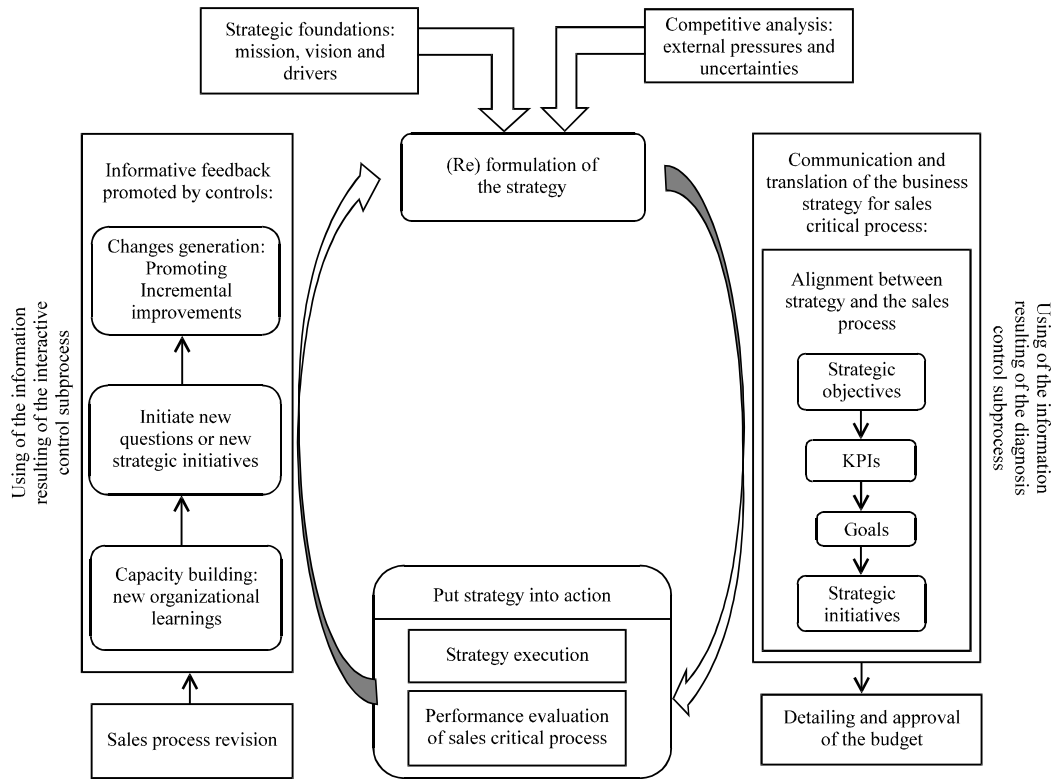 Strategic foundations:
mission, vision and
drivers
Competitive analysis:
external pressures and
uncertainties
(Re) formulation of
the strategy
Informative feedback
promoted by controls:
Changes generation:
Promoting
Incremental
improvements
Initiate new
questions or new
strategic initiatives
Capacity building:
new organizational
learnings
Sales process revision
Using of the information
resulting of the interactive
control subprocess
Put strategy into action
Strategy execution
Performance evaluation
of sales critical process
Communication and
translation of the business
strategy for sales
critical process:
Alignment between
strategy and the sales
process
Strategic
objectives
KPIs
Goals
Strategic
initiatives
Detailing and approval
of the budget
Using of the information
resulting of the diagnosis
control subprocess